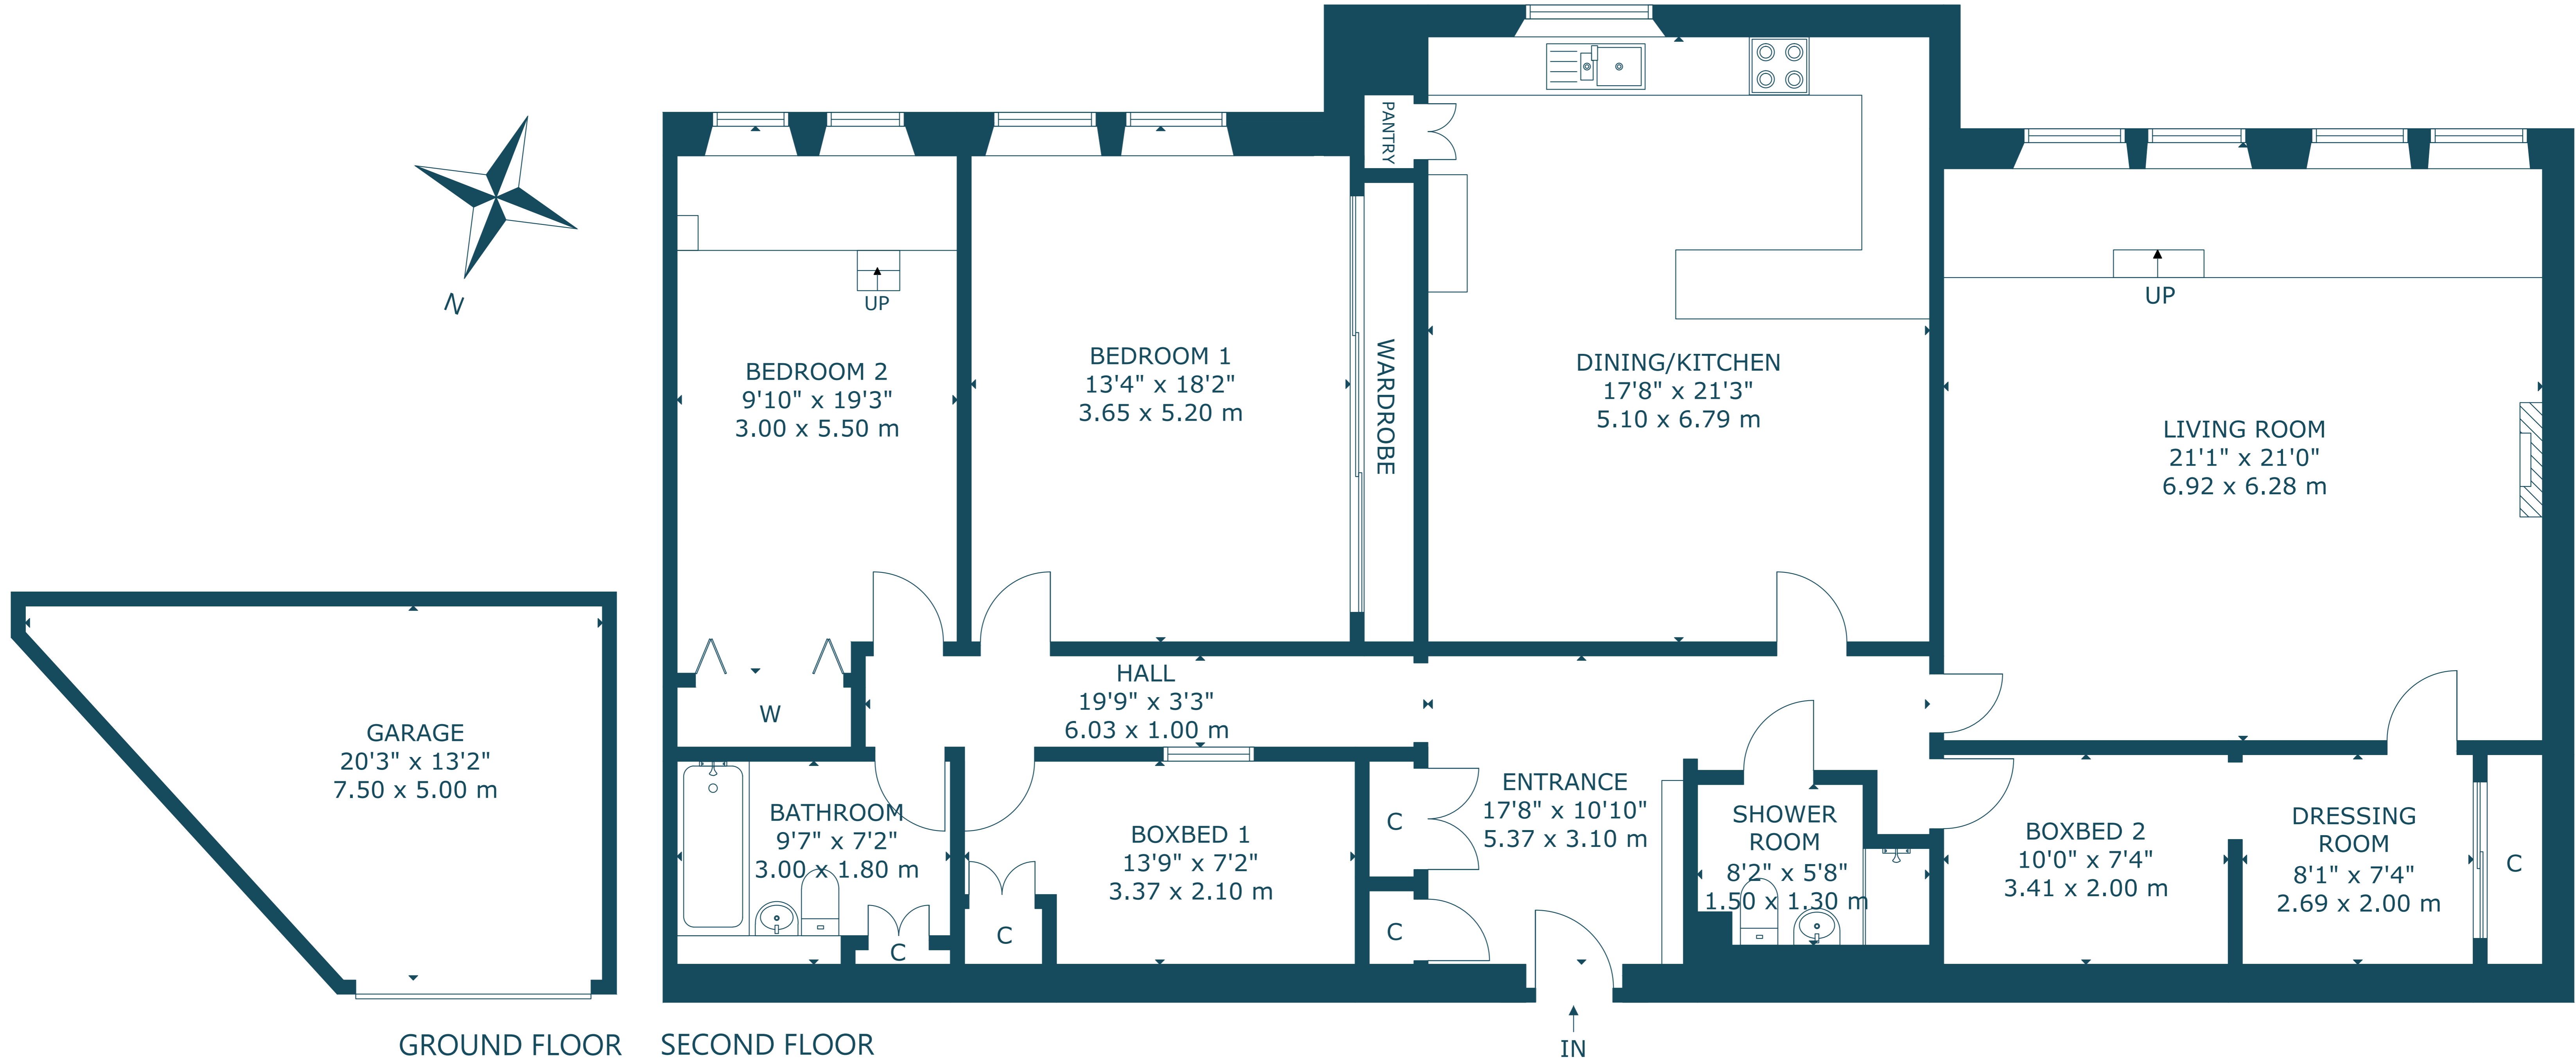 N
UP
BEDROOM 2
9'10" x 19'3"
3.00 x 5.50 m
W
BEDROOM 1
13'4" x 18'2"
3.65 x 5.20 m
PANTRY
WARDROBE
DINING/KITCHEN
17'8" x 21'3"
5.10 x 6.79 m
UP
LIVING ROOM
21'1" x 21'0"
6.92 x 6.28 m
HALL
19'9" x 3'3"
6.03 x 1.00 m
GARAGE
20'3" x 13'2"
7.50 x 5.00 m
BATHROOM
9'7" x 7'2"
3.00 x 1.80 m
C
BOXBED 1
13'9" x 7'2"
3.37 x 2.10 m
C
C
C
ENTRANCE
17'8" x 10'10"
5.37 x 3.10 m
SHOWER
ROOM
8'2" x 5'8"
1.50 x 1.30 m
BOXBED 2
10'0" x 7'4"
3.41 x 2.00 m
DRESSING
ROOM
8'1" x 7'4"
2.69 x 2.00 m
C
GROUND FLOOR
SECOND FLOOR
IN